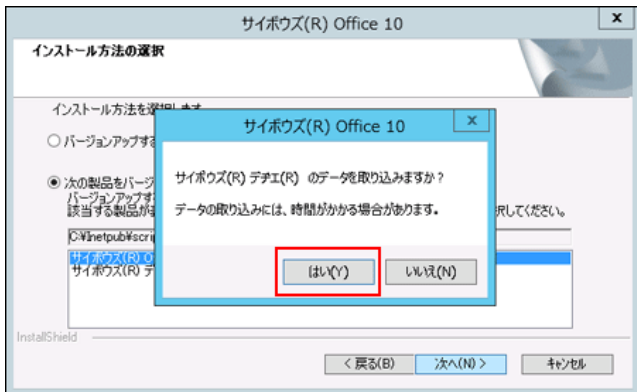 サイボウズ(R) Office 10
x
インストール方法の選択
インストール方法を選択します
バージョンアップす
次の製品をバージ
バージョンアップす
該当する製品が
択してください。
C:¥Inetpub¥scri
サイボウズ(R) O
サイボウズ(R) デ
サイボウズ(R) Office 10
x
サイボウズ(R) デヂエ(R) のデータを取り込みますか？
データの取り込みには、時間がかかる場合があります。
はい(Y)
いいえ(N)
InstallShield
< 戻る(B)
次へ(N) >
キャンセル